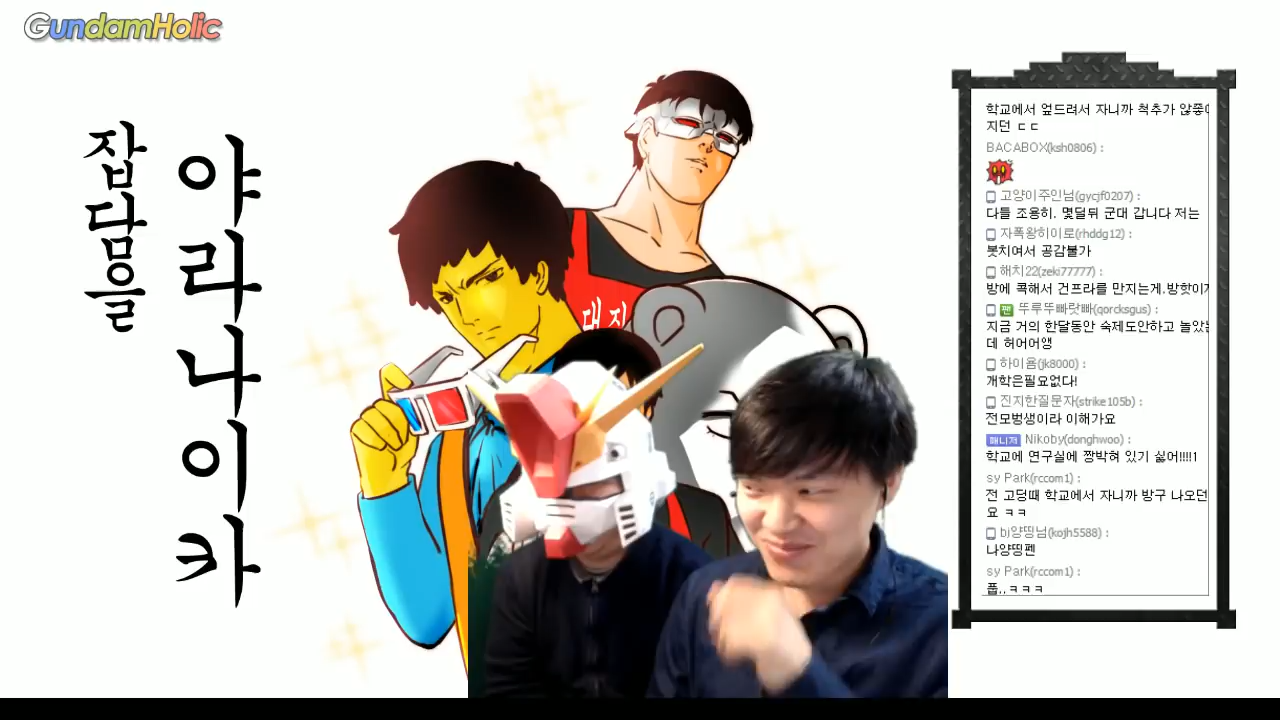 GundamHolic
잡담을
야라나이카
대진
학교에서 엎드려서 자니까 척추가 않좋아
지던 ㄷㄷ
BACABOX(ksh0806) :
고양이주인님(gycjf0207) :
다들 조용히. 몇덜뒤 군대 갑니다 저는
자폭왕히이로(rhddg12) :
봇치여서 공감불가
해치22(zeki77777) :
방에 콕해서 건프라를 만지는게.방핫이
팬 뚜루뚜빠랏빠(qorcksgus) :
지금 거의 한달동안 숙제도안하고 놀았는
데 허어어앵
하이욤(jk8000) :
개학은필요없다!
진지한질문자(strike105b) :
전모범생이라 이해가요
매니저 Nikoby(donghwoo) :
학교에 연구실에 짱박혀 있기 싫어!!!!1
sy Park(rccom1) :
전 고딩때 학교에서 자니까 방구 나오던
요 ㅋㅋ
bj양띵님(kojh5588) :
나양띵펜
sy Park(rccom1) :
풉,,ㅋㅋㅋ